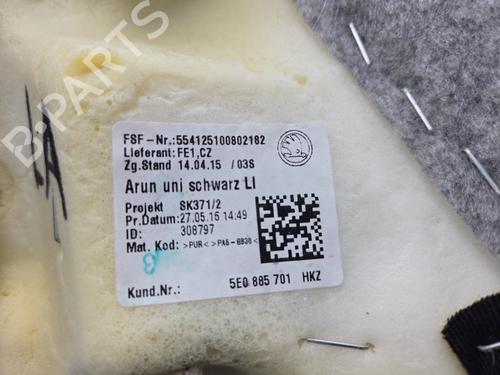 FSF-Nr.:554125100802182
Lieferant:FE1,CZ
Zg.Stand 14.04.15 / 03S
Arun uni schwarz LI
Projekt SK371/2
Pr.Datum:27.05.16 14:49
ID: 308797
Mat. Kod: >PUR< >PA6-6B30<
Kund.Nr.: 5E0 885 701 HKZ
B-PARTS
A